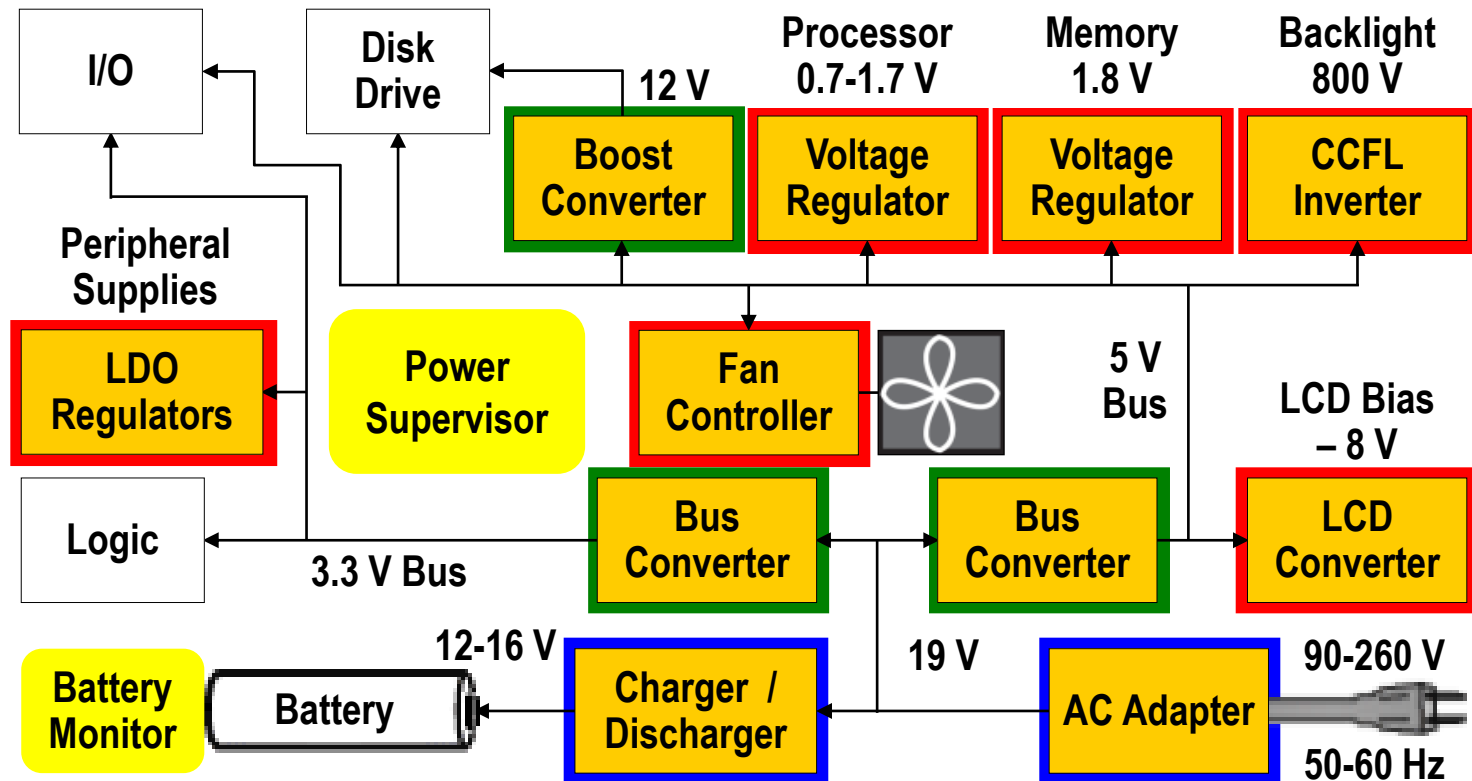 I/O
Disk
Drive
12 V
Boost
Converter
Processor
0.7-1.7 V
Voltage
Regulator
Memory
1.8 V
Voltage
Regulator
Backlight
800 V
CCFL
Inverter
Peripheral
Supplies
LDO
Regulators
Power
Supervisor
Fan
Controller
5 V
Bus
LCD Bias
– 8 V
LCD
Converter
Logic
3.3 V Bus
Bus
Converter
Bus
Converter
Battery
Monitor
Battery
12-16 V
Charger /
Discharger
19 V
AC Adapter
90-260 V
50-60 Hz